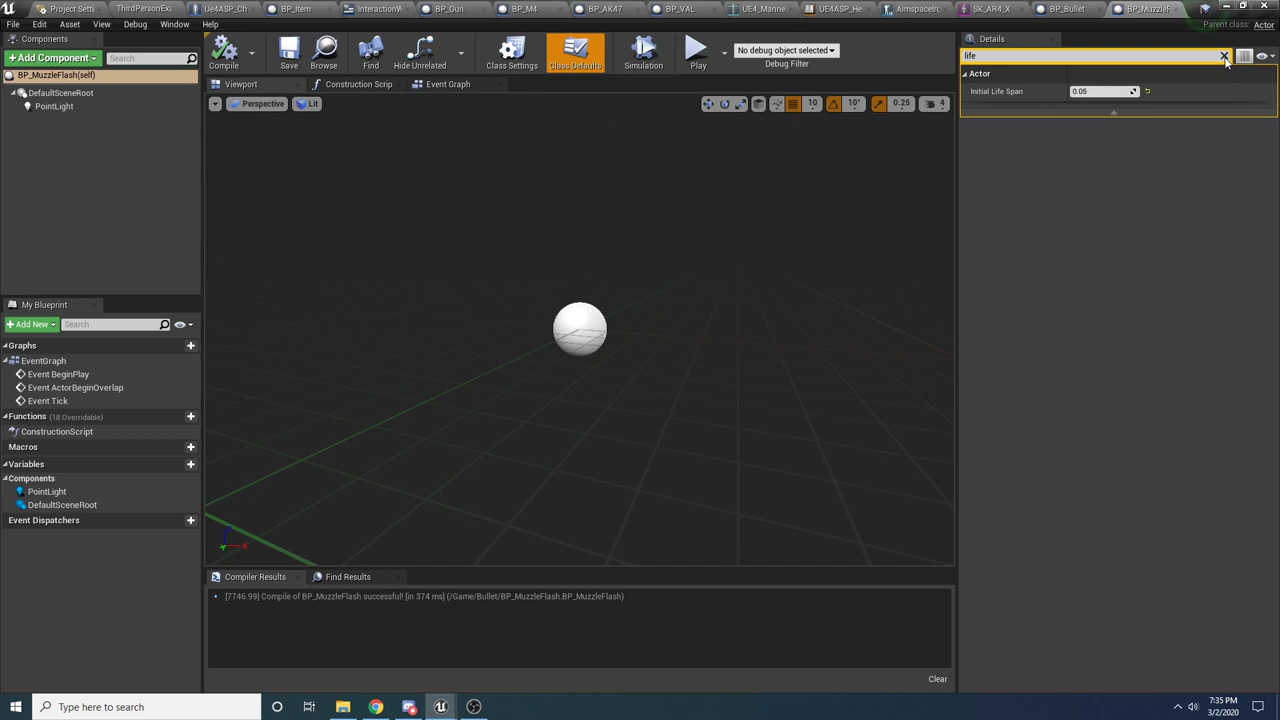 Project Setti
ThirdPersonExa
Ue4ASP_Ch
BP_Item
InteractionW
BP_Gun
BP_M4
BP_AK47
BP_VAL
UE4_Manne
UE4ASP_He
AimspaceIn
SK_AR4_X
BP_Bullet
BP_MuzzleF
File Edit Asset View Debug Window Help
Parent class: Actor
Components
Details
+Add Component
Search
life
BP_MuzzleFlash(self)
DefaultSceneRoot
PointLight
Compile
Save
Browse
Find
Hide Unrelated
Class Settings
Class Defaults
Simulation
Play
No debug object selected
Debug Filter
Viewport
Construction Scrip
Event Graph
Perspective
Lit
10
10°
0.25
4
Actor
Initial Life Span
0.05
My Blueprint
+Add New
Search
Graphs
EventGraph
Event BeginPlay
Event ActorBeginOverlap
Event Tick
Functions (18 Overridable)
ConstructionScript
Macros
Variables
Components
PointLight
DefaultSceneRoot
Event Dispatchers
Compiler Results
Find Results
[7746.99] Compile of BP_MuzzleFlash successful! [in 374 ms] (/Game/Bullet/BP_MuzzleFlash.BP_MuzzleFlash)
Clear
Type here to search
7:35 PM
3/2/2020